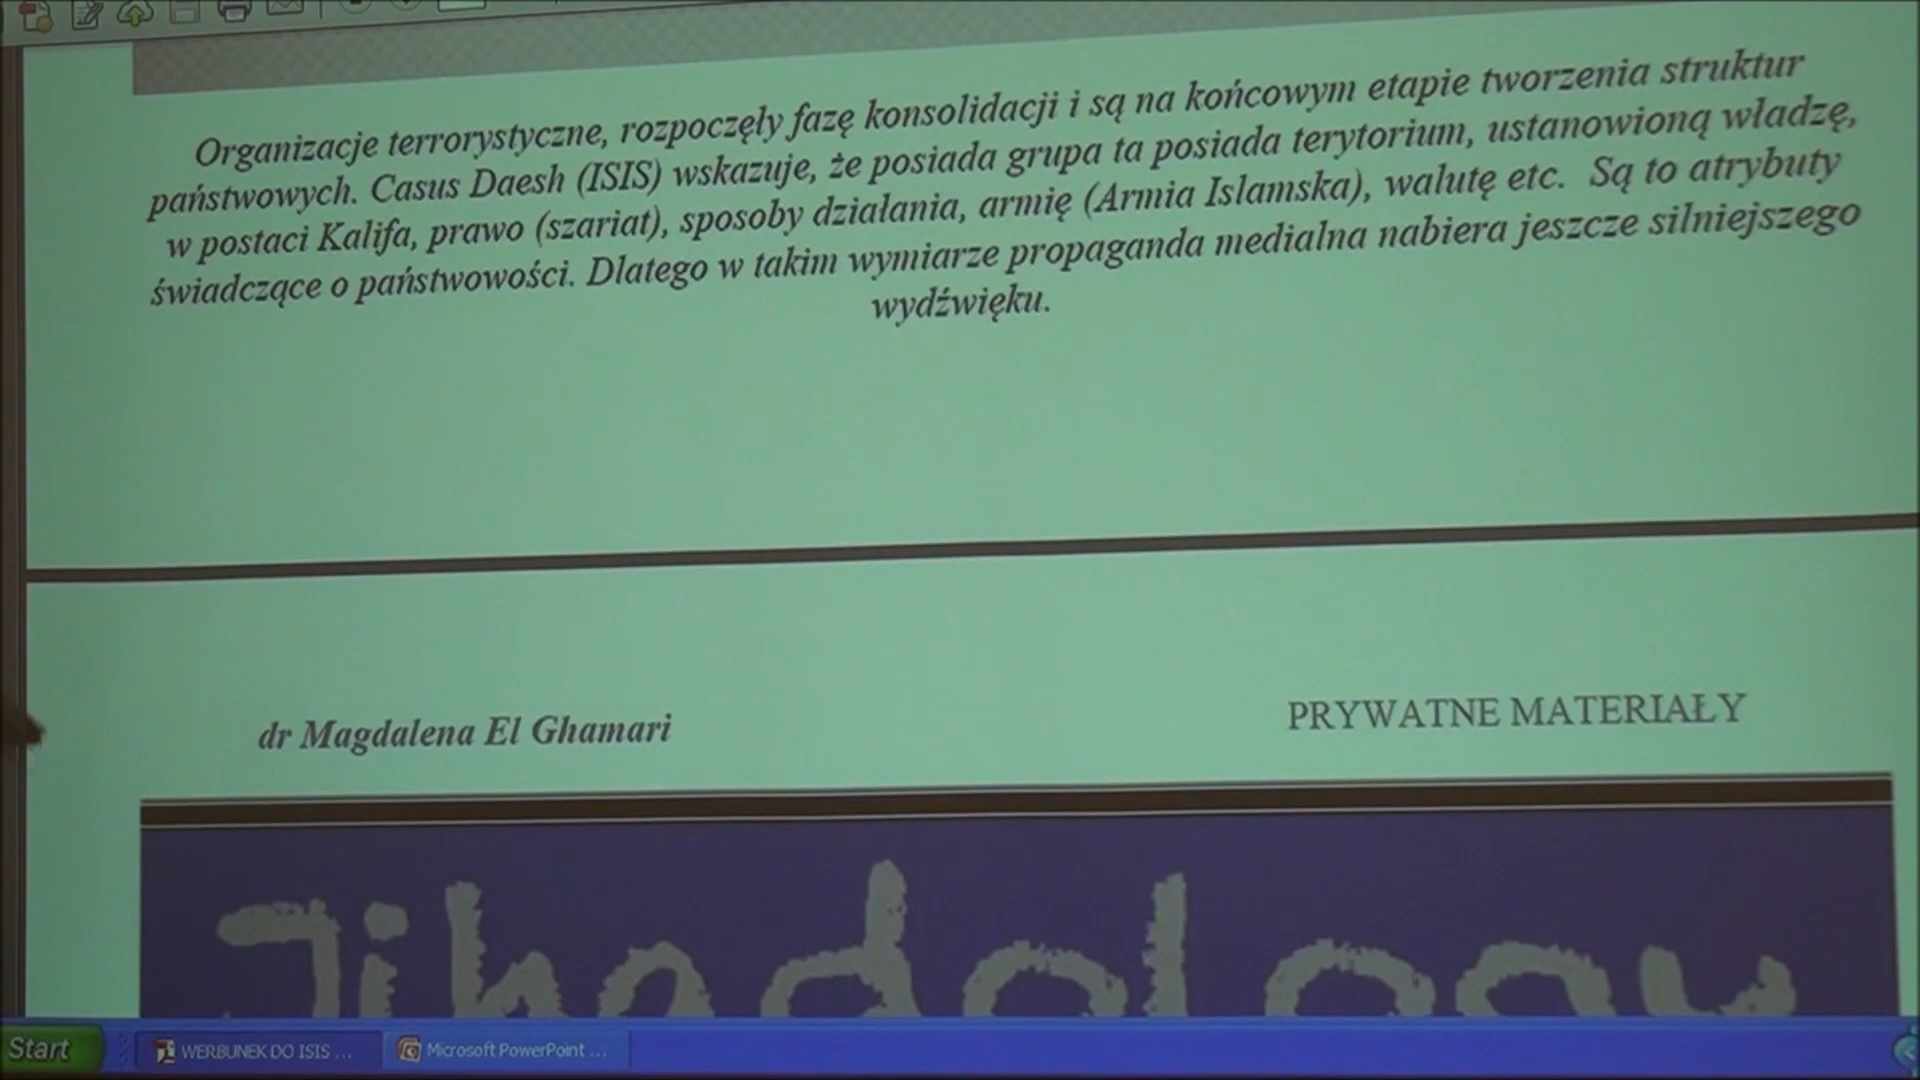 Organizacje terrorystyczne, rozpoczęły fazę konsolidacji i są na końcowym etapie tworzenia struktur
państwowych. Casus Daesh (ISIS) wskazuje, że posiada grupa ta posiada terytorium, ustanowioną władzę,
w postaci Kalifa, prawo (szariat), sposoby działania, armię (Armia Islamska), walutę etc. Są to atrybuty
świadczące o państwowości. Dlatego w takim wymiarze propaganda medialna nabiera jeszcze silniejszego
wydźwięku.
dr Magdalena El Ghamari
PRYWATNE MATERIAŁY
Jihadology
Start
WERBUNEK DO ISIS ...
Microsoft PowerPoint ...